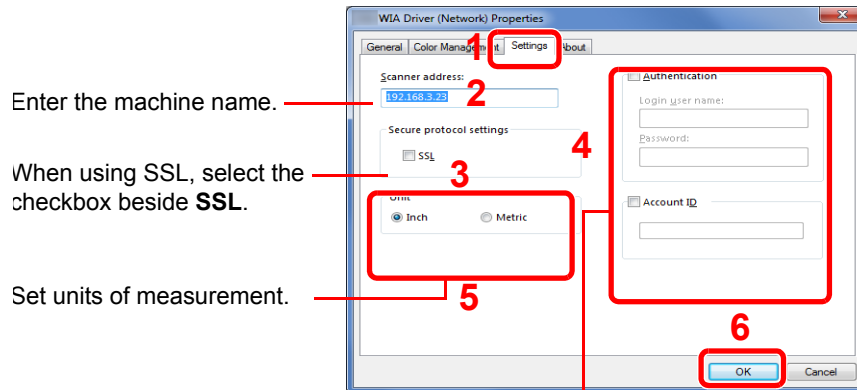 WIA Driver (Network) Properties
General Color Management Settings About
1
Scanner address:
192.168.3.23
2
Enter the machine name.
Secure protocol settings
SSL
3
When using SSL, select the
checkbox beside SSL.
Unit
Inch Metric
5
Set units of measurement.
4
Authentication
Login user name:
Password:
Account ID
6
OK Cancel